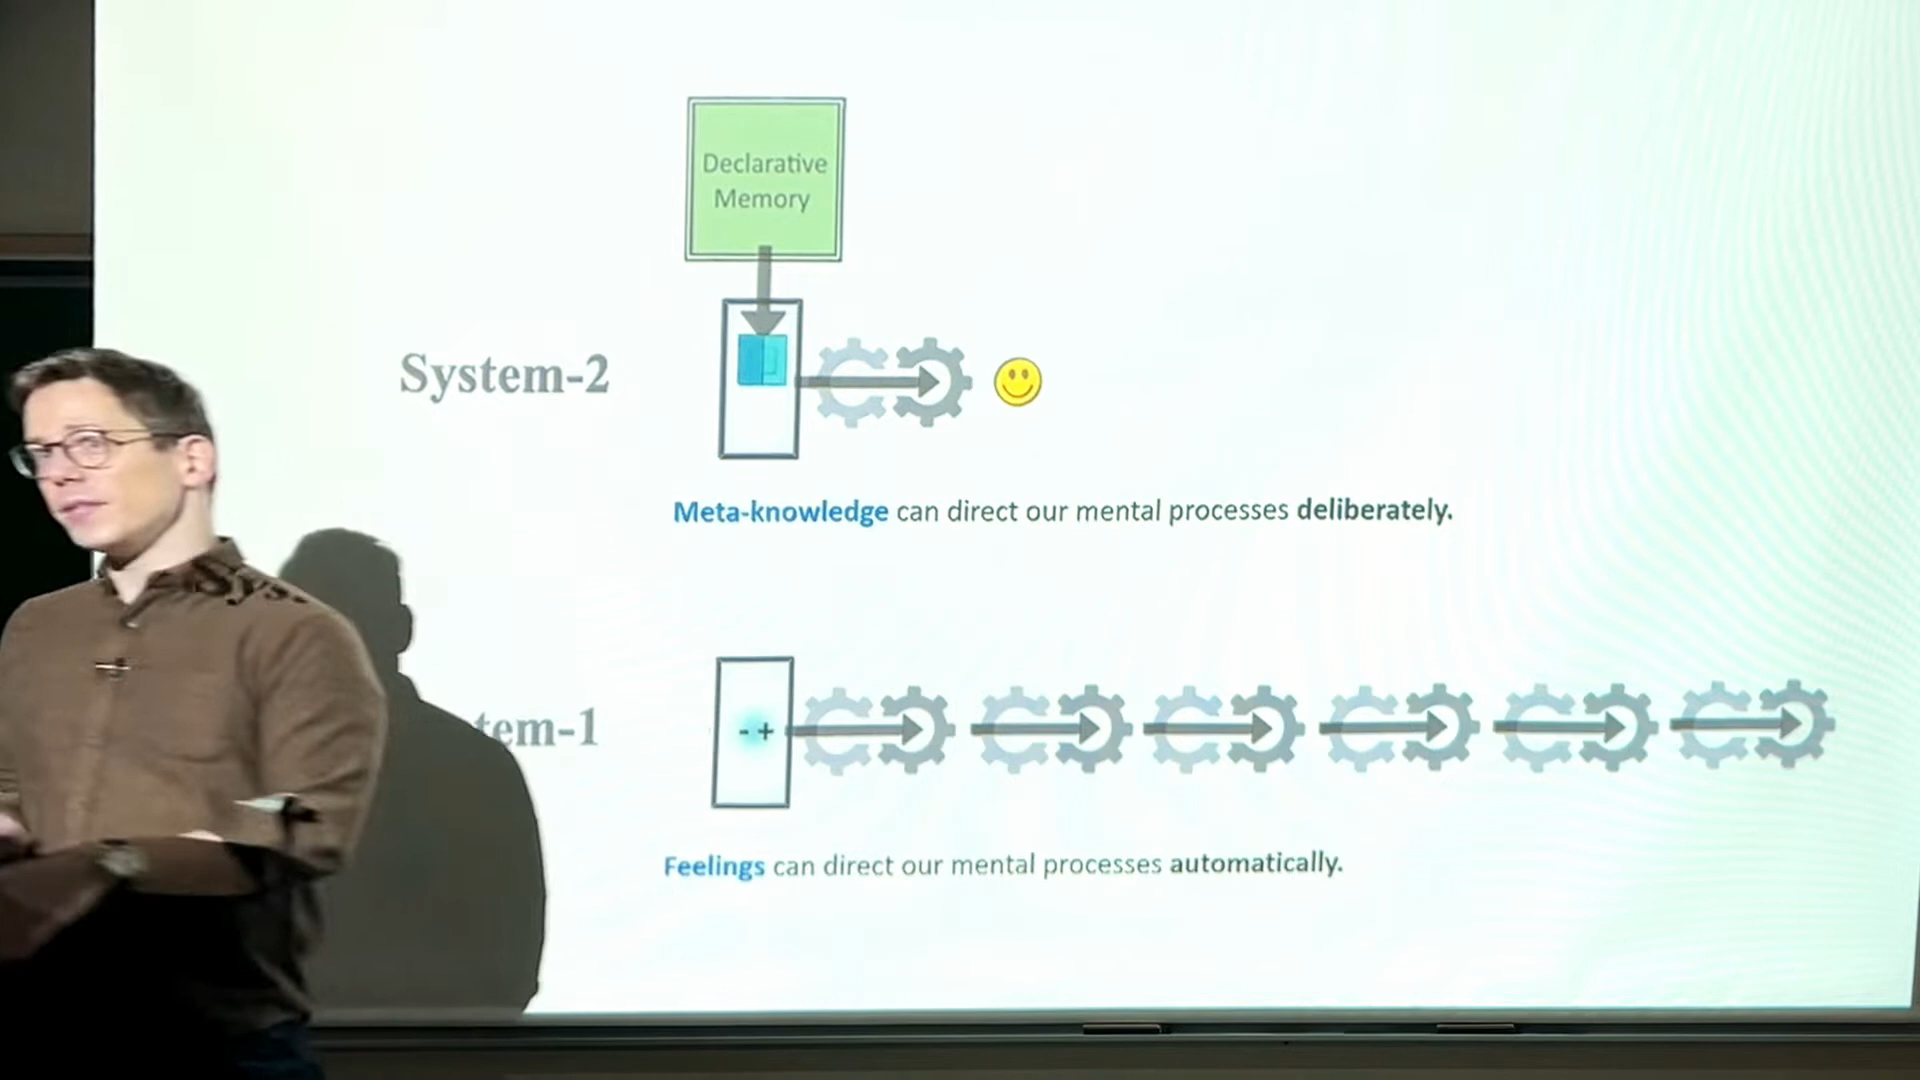 Declarative
Memory
System-2
Meta-knowledge can direct our mental processes deliberately.
Sys
tem-1
- +
Feelings can direct our mental processes automatically.